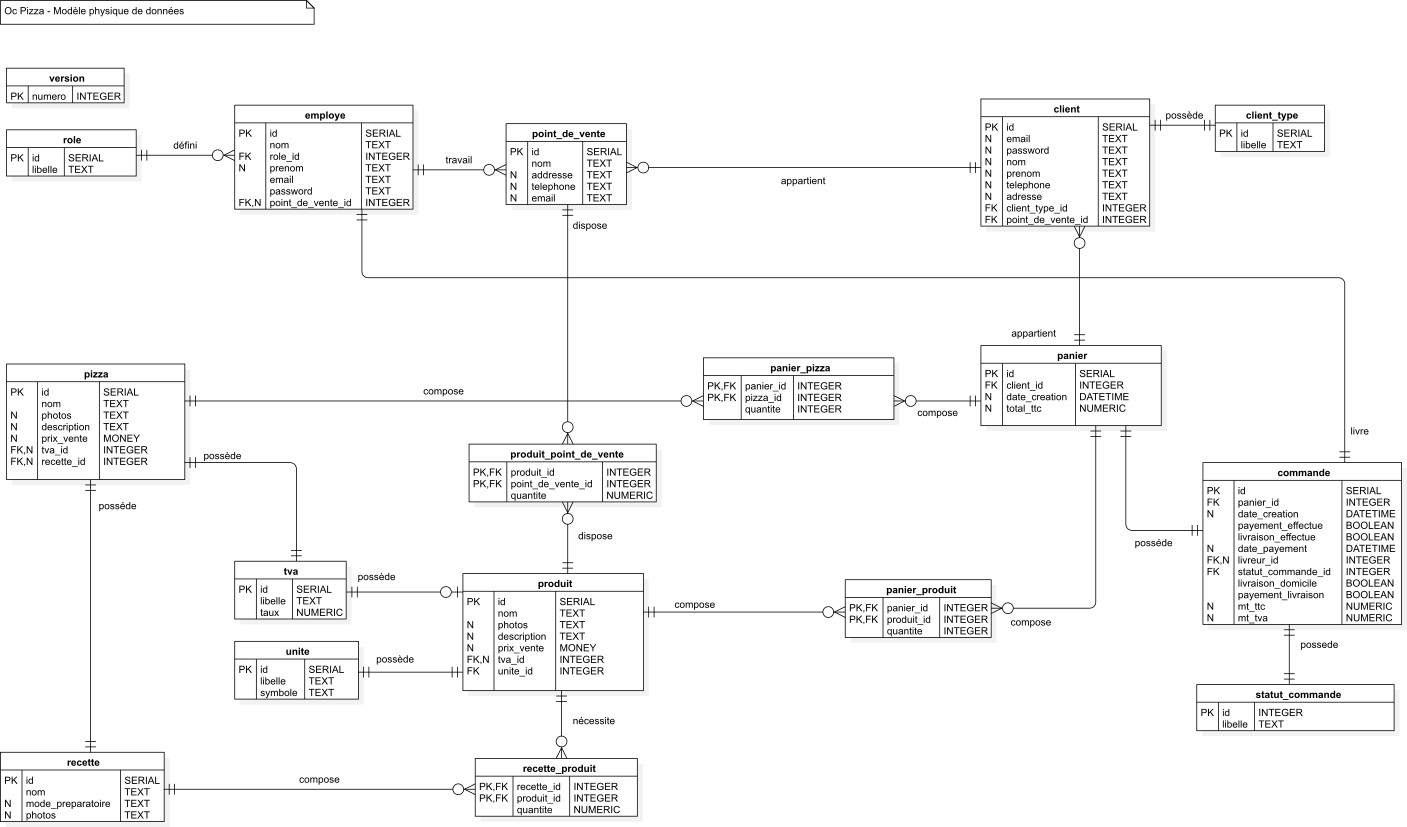 Oc Pizza - Modèle physique de données
version
PK numero INTEGER
role
PK id SERIAL
libelle TEXT
défini
employe
PK id SERIAL
nom TEXT
FK role_id INTEGER
N prenom TEXT
email TEXT
password TEXT
FK,N point_de_vente_id INTEGER
travail
point_de_vente
PK id SERIAL
nom TEXT
N addresse TEXT
N telephone TEXT
N email TEXT
appartient
client
PK id SERIAL
N email TEXT
N password TEXT
N nom TEXT
N prenom TEXT
N telephone TEXT
N adresse TEXT
FK client_type_id INTEGER
FK point_de_vente_id INTEGER
possède
client_type
PK id SERIAL
libelle TEXT
dispose
appartient
pizza
PK id SERIAL
nom TEXT
N photos TEXT
N description TEXT
N prix_vente MONEY
FK,N tva_id INTEGER
FK,N recette_id INTEGER
compose
panier_pizza
PK,FK panier_id INTEGER
PK,FK pizza_id INTEGER
quantite INTEGER
compose
panier
PK id SERIAL
FK client_id INTEGER
N date_creation DATETIME
N total_ttc NUMERIC
livre
possède
posséde
produit_point_de_vente
PK,FK produit_id INTEGER
PK,FK point_de_vente_id INTEGER
quantite NUMERIC
dispose
posséde
commande
PK id SERIAL
FK panier_id INTEGER
N date_creation DATETIME
payement_effectue BOOLEAN
livraison_effectue BOOLEAN
N date_payement DATETIME
FK,N livreur_id INTEGER
FK statut_commande_id INTEGER
livraison_domicile BOOLEAN
payement_livraison BOOLEAN
N mt_ttc NUMERIC
N mt_tva NUMERIC
tva
PK id SERIAL
libelle TEXT
taux NUMERIC
possède
produit
PK id SERIAL
nom TEXT
N photos TEXT
N description TEXT
N prix_vente MONEY
FK,N tva_id INTEGER
FK unite_id INTEGER
compose
panier_produit
PK,FK panier_id INTEGER
PK,FK produit_id INTEGER
quantite INTEGER
compose
unite
PK id SERIAL
libelle TEXT
symbole TEXT
possède
possede
statut_commande
PK id INTEGER
libelle TEXT
nécessite
recette
PK id SERIAL
nom TEXT
N mode_preparatoire TEXT
N photos TEXT
compose
recette_produit
PK,FK recette_id INTEGER
PK,FK produit_id INTEGER
quantite NUMERIC